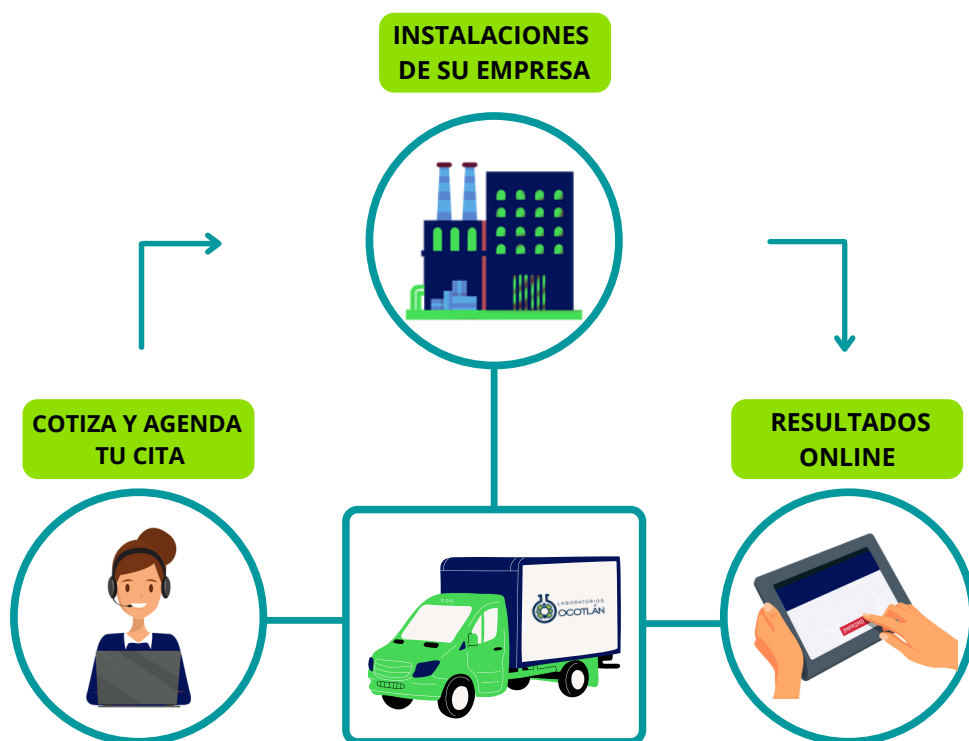 INSTALACIONES
DE SU EMPRESA
COTIZA Y AGENDA
TU CITA
RESULTADOS
ONLINE
LABORATORIOS
OCOTLÁN